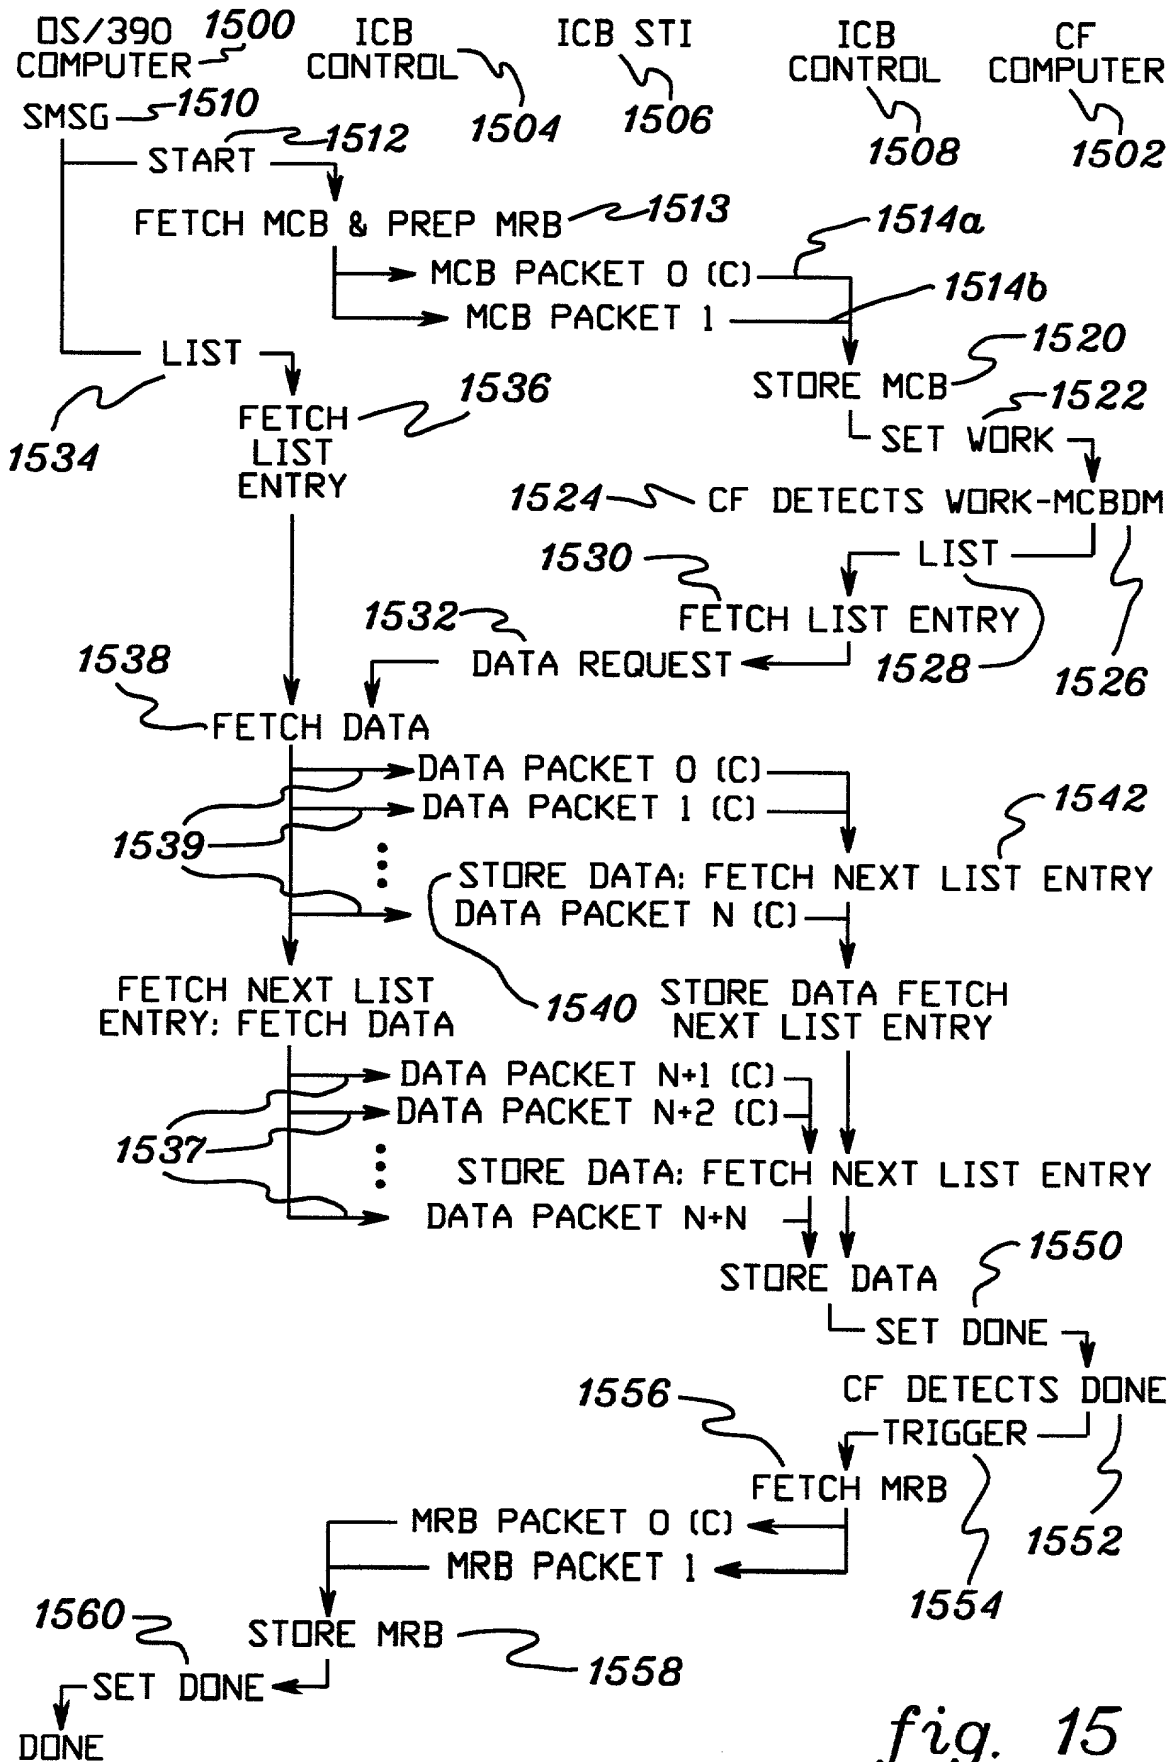 OS/390 1500 ICB ICB STI ICB CF
COMPUTER CONTROL CONTROL COMPUTER
SMSG 1510 1504 1506 1508 1502
START 1512
FETCH MCB & PREP MRB 1513
1514a
MCB PACKET 0 (C)
1514b
MCB PACKET 1
LIST
1520
STORE MCB
1534
1536
FETCH
LIST
ENTRY
1522
SET WORK
1524 CF DETECTS WORK-MCBDM
1530 LIST
1532 FETCH LIST ENTRY
DATA REQUEST 1528 1526
1538
FETCH DATA
DATA PACKET 0 (C)
DATA PACKET 1 (C)
1542
1539
STORE DATA: FETCH NEXT LIST ENTRY
DATA PACKET N (C)
1540
FETCH NEXT LIST
ENTRY: FETCH DATA
STORE DATA FETCH
NEXT LIST ENTRY
DATA PACKET N+1 (C)
DATA PACKET N+2 (C)
1537
STORE DATA: FETCH NEXT LIST ENTRY
DATA PACKET N+N
1550
STORE DATA
SET DONE
1556
CF DETECTS DONE
TRIGGER
FETCH MRB
1552
MRB PACKET 0 (C)
MRB PACKET 1
1554
1560
STORE MRB
1558
SET DONE
DONE
fig. 15